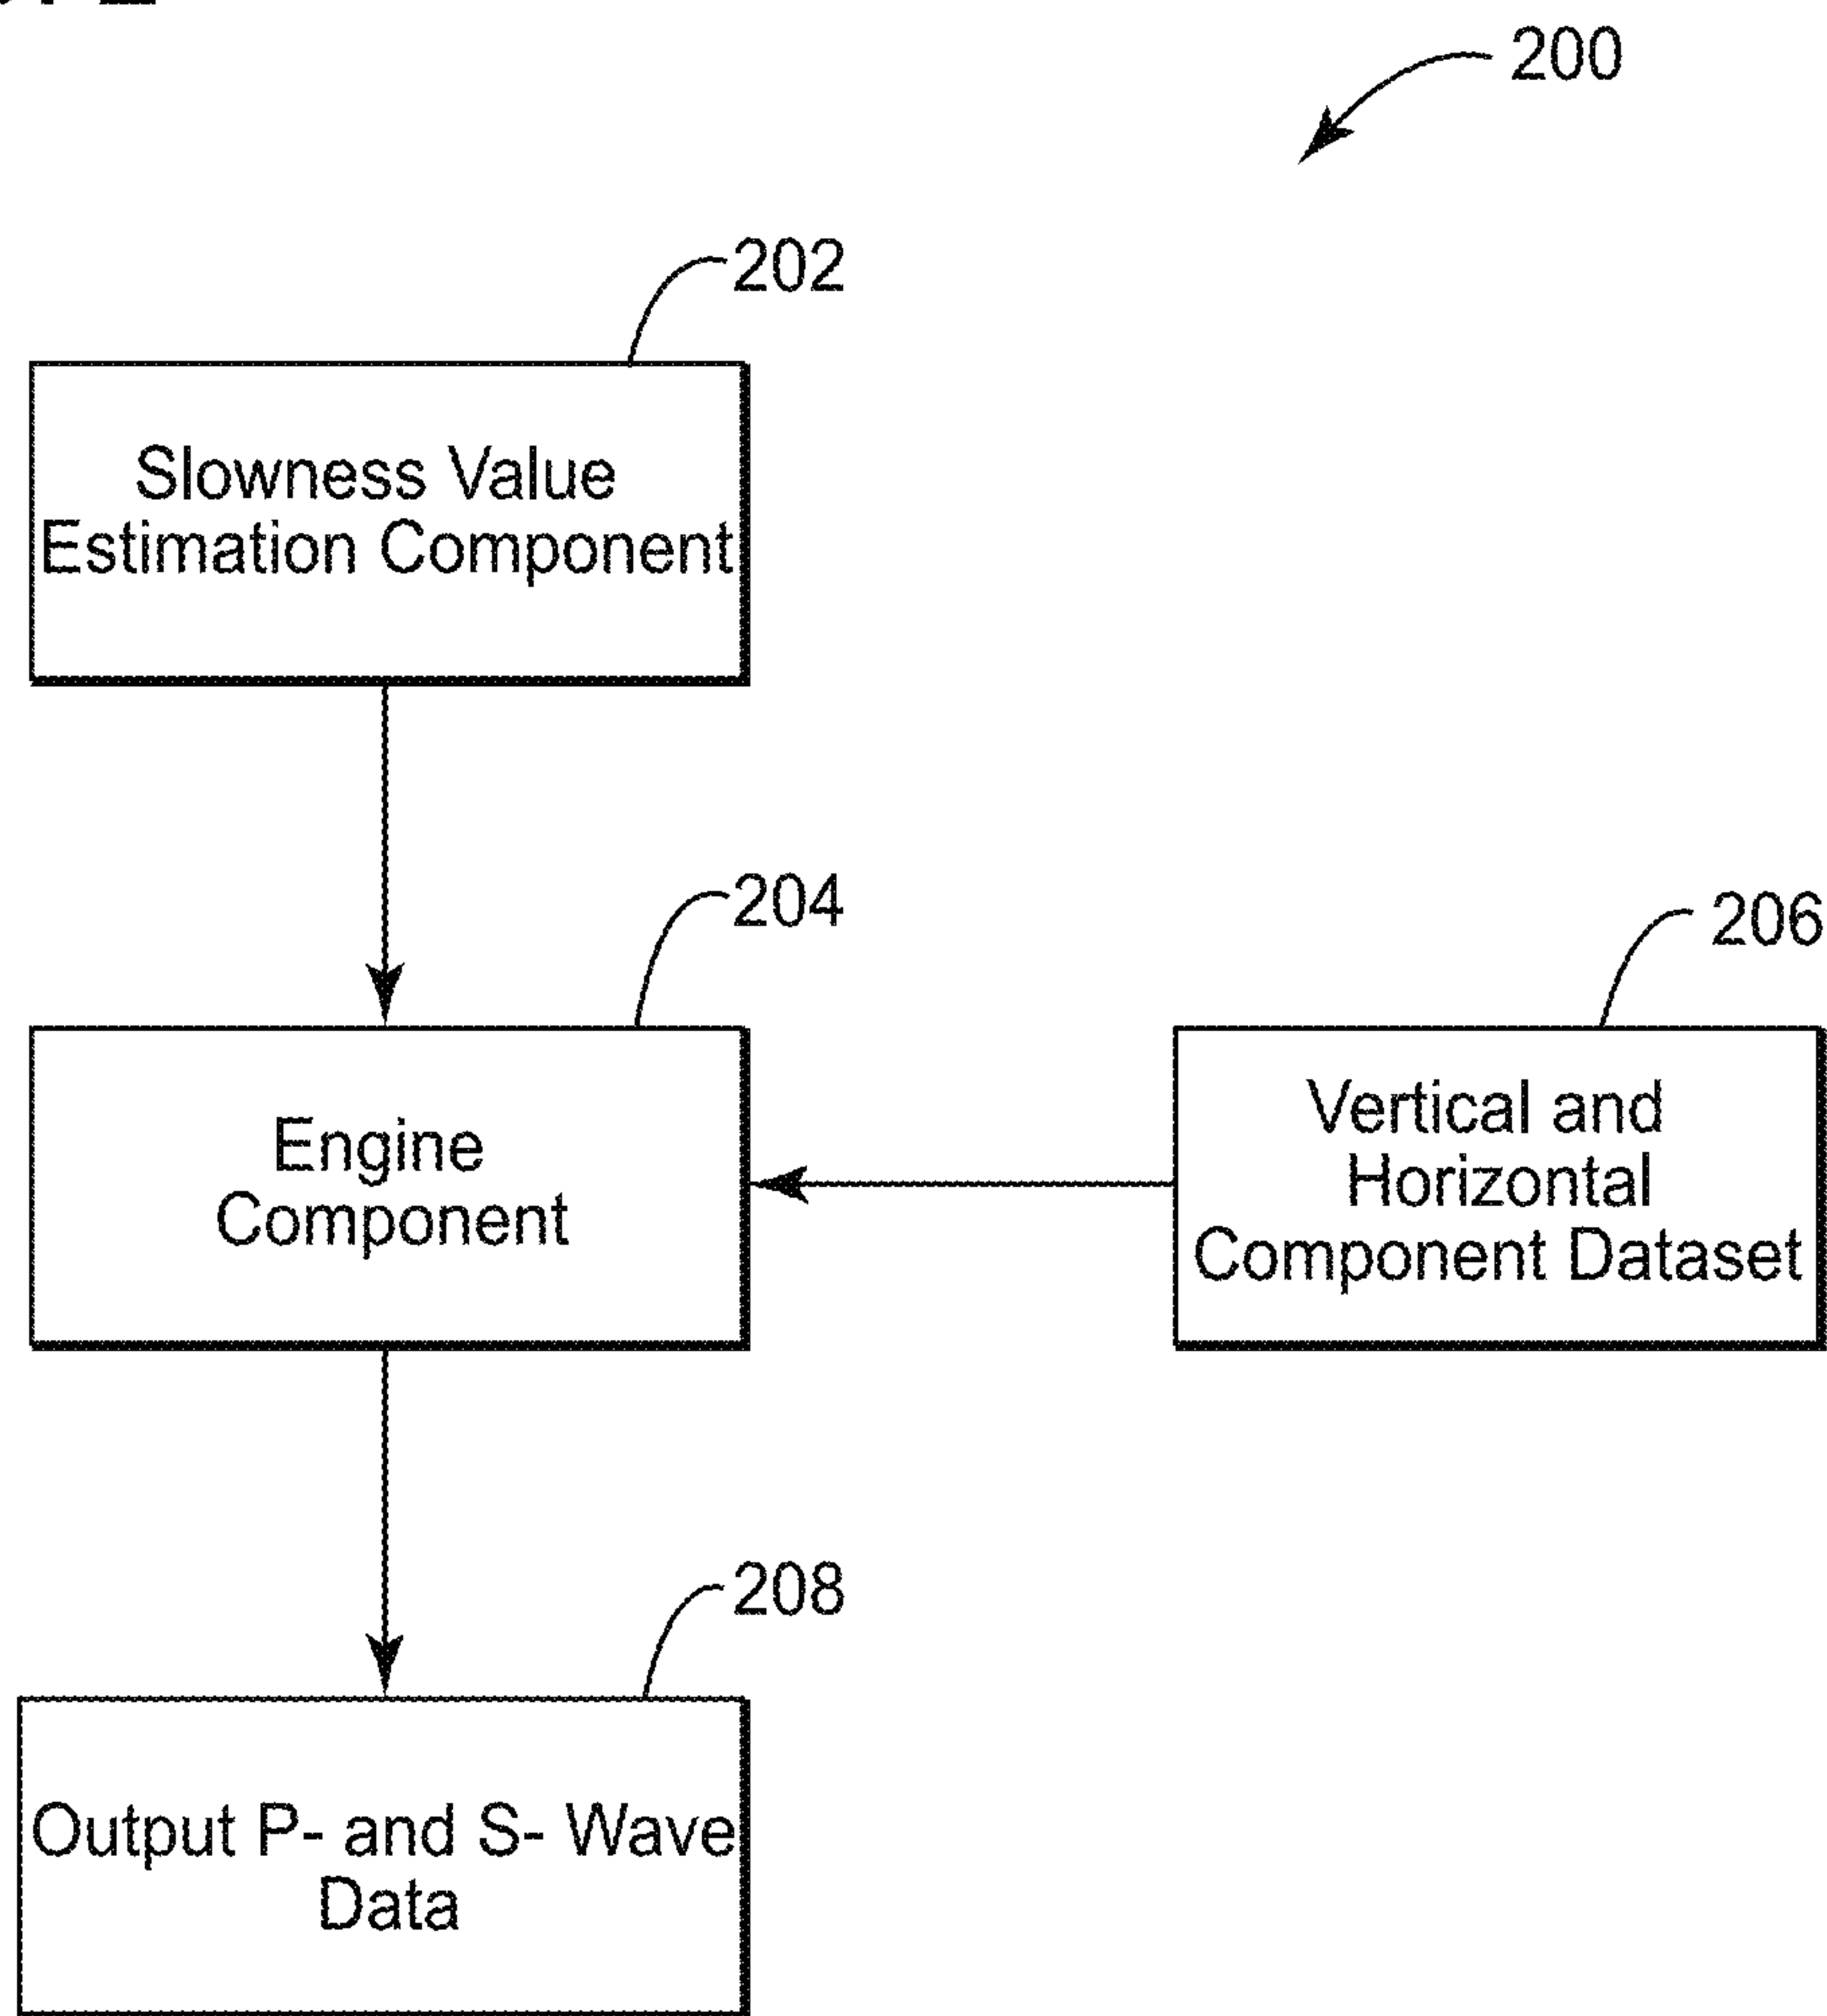 200
202
Slowness Value
Estimation Component
204
206
Engine
Component
Vertical and
Horizontal
Component Dataset
208
Output P- and S- Wave
Data